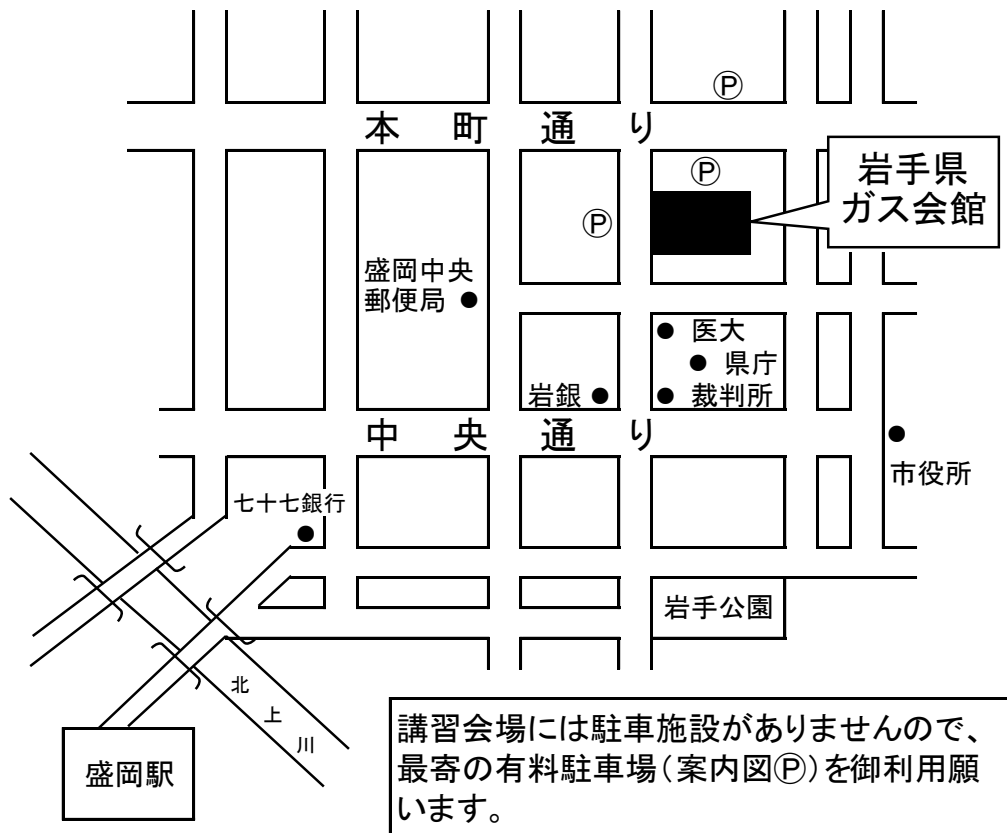 Ⓟ
本町通り
岩手県
ガス会館
Ⓟ
Ⓟ
盛岡中央
郵便局
医大
県庁
岩銀
裁判所
中央通り
市役所
七十七銀行
岩手公園
北上川
盛岡駅
講習会場には駐車施設がありませんので、
最寄の有料駐車場(案内図Ⓟ)を御利用願
います。